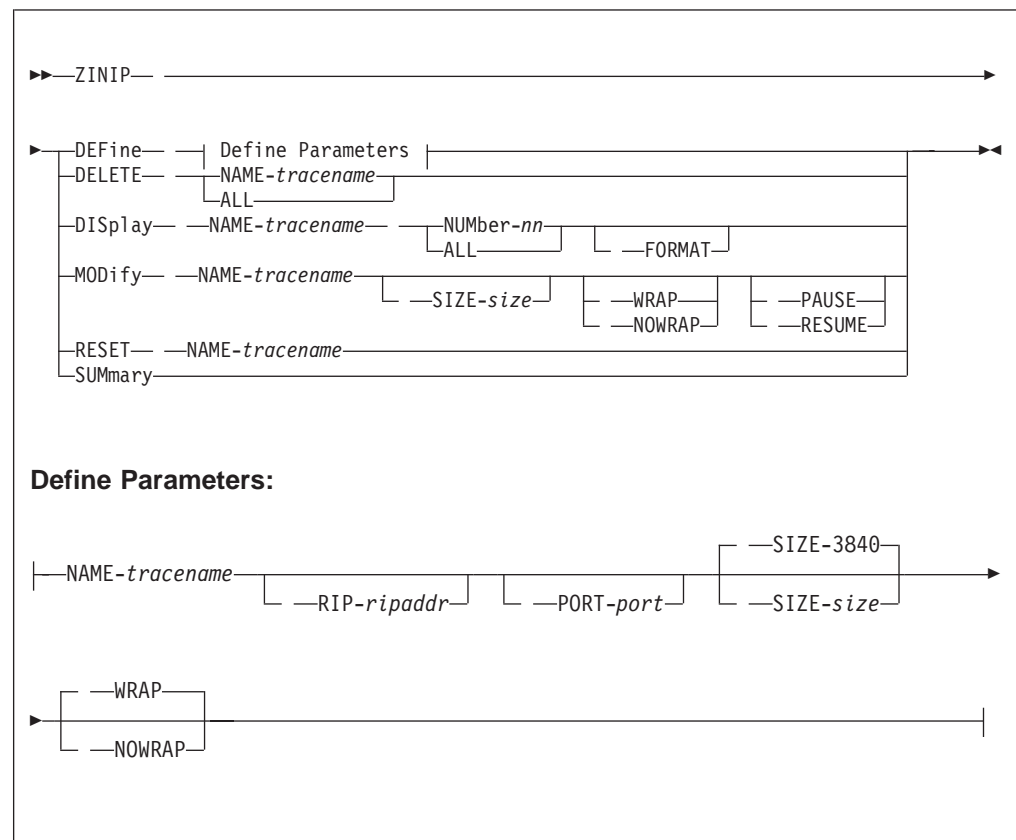 ZINIP
DEFine Define Parameters
DELETE NAME-tracename
ALL
DISplay NAME-tracename NUMber-nn
ALL FORMAT
MODify NAME-tracename
SIZE-size WRAP PAUSE
NOWRAP RESUME
RESET NAME-tracename
SUMmary
Define Parameters:
SIZE-3840
NAME-tracename
RIP-ripaddr PORT-port SIZE-size
WRAP
NOWRAP